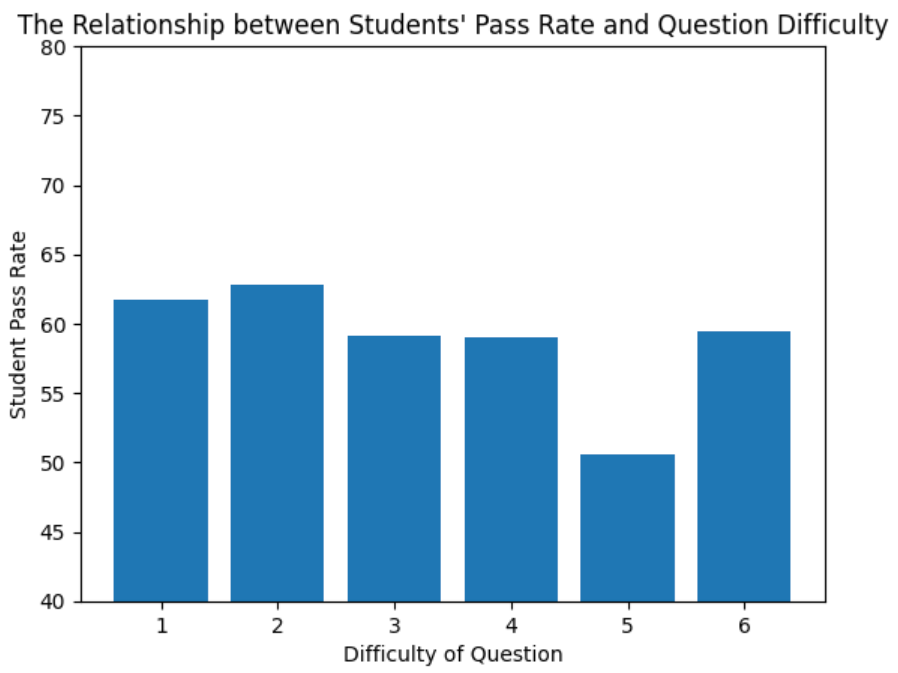 The Relationship between Students' Pass Rate and Question Difficulty
80
75
70
65
60
55
50
45
40
Student Pass Rate
1 2 3 4 5 6
Difficulty of Question